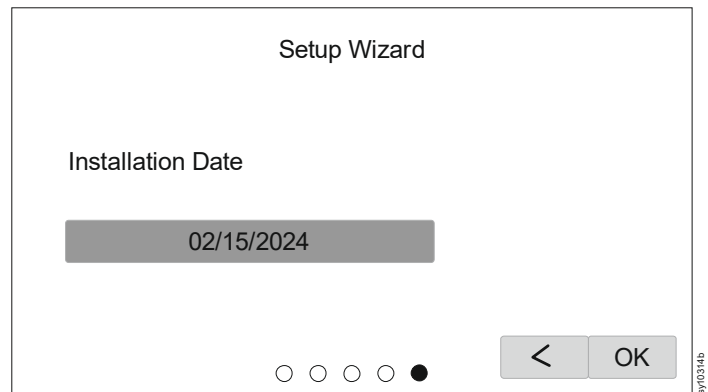 Setup Wizard
Installation Date
02/15/2024
< OK
sy10314b